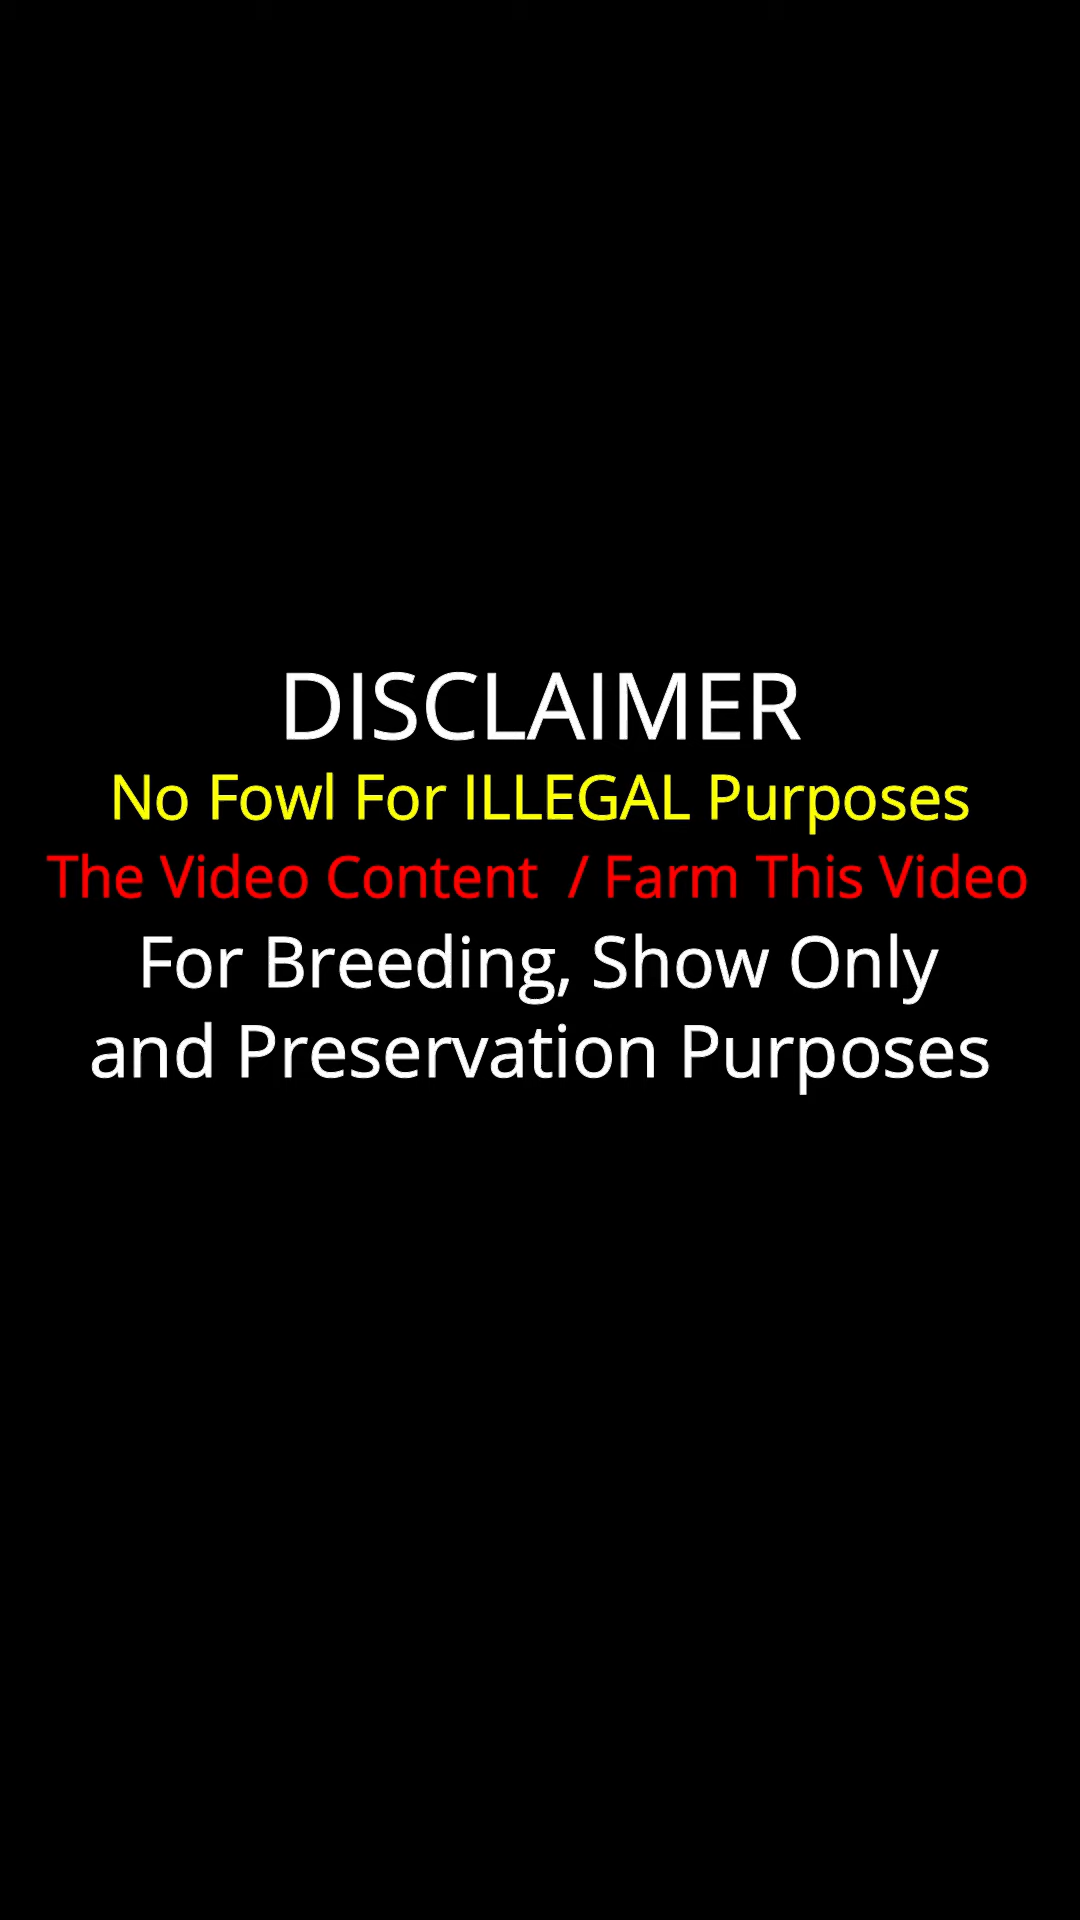 DISCLAIMER
No Fowl For ILLEGAL Purposes
The Video Content / Farm This Video
For Breeding, Show Only
and Preservation Purposes